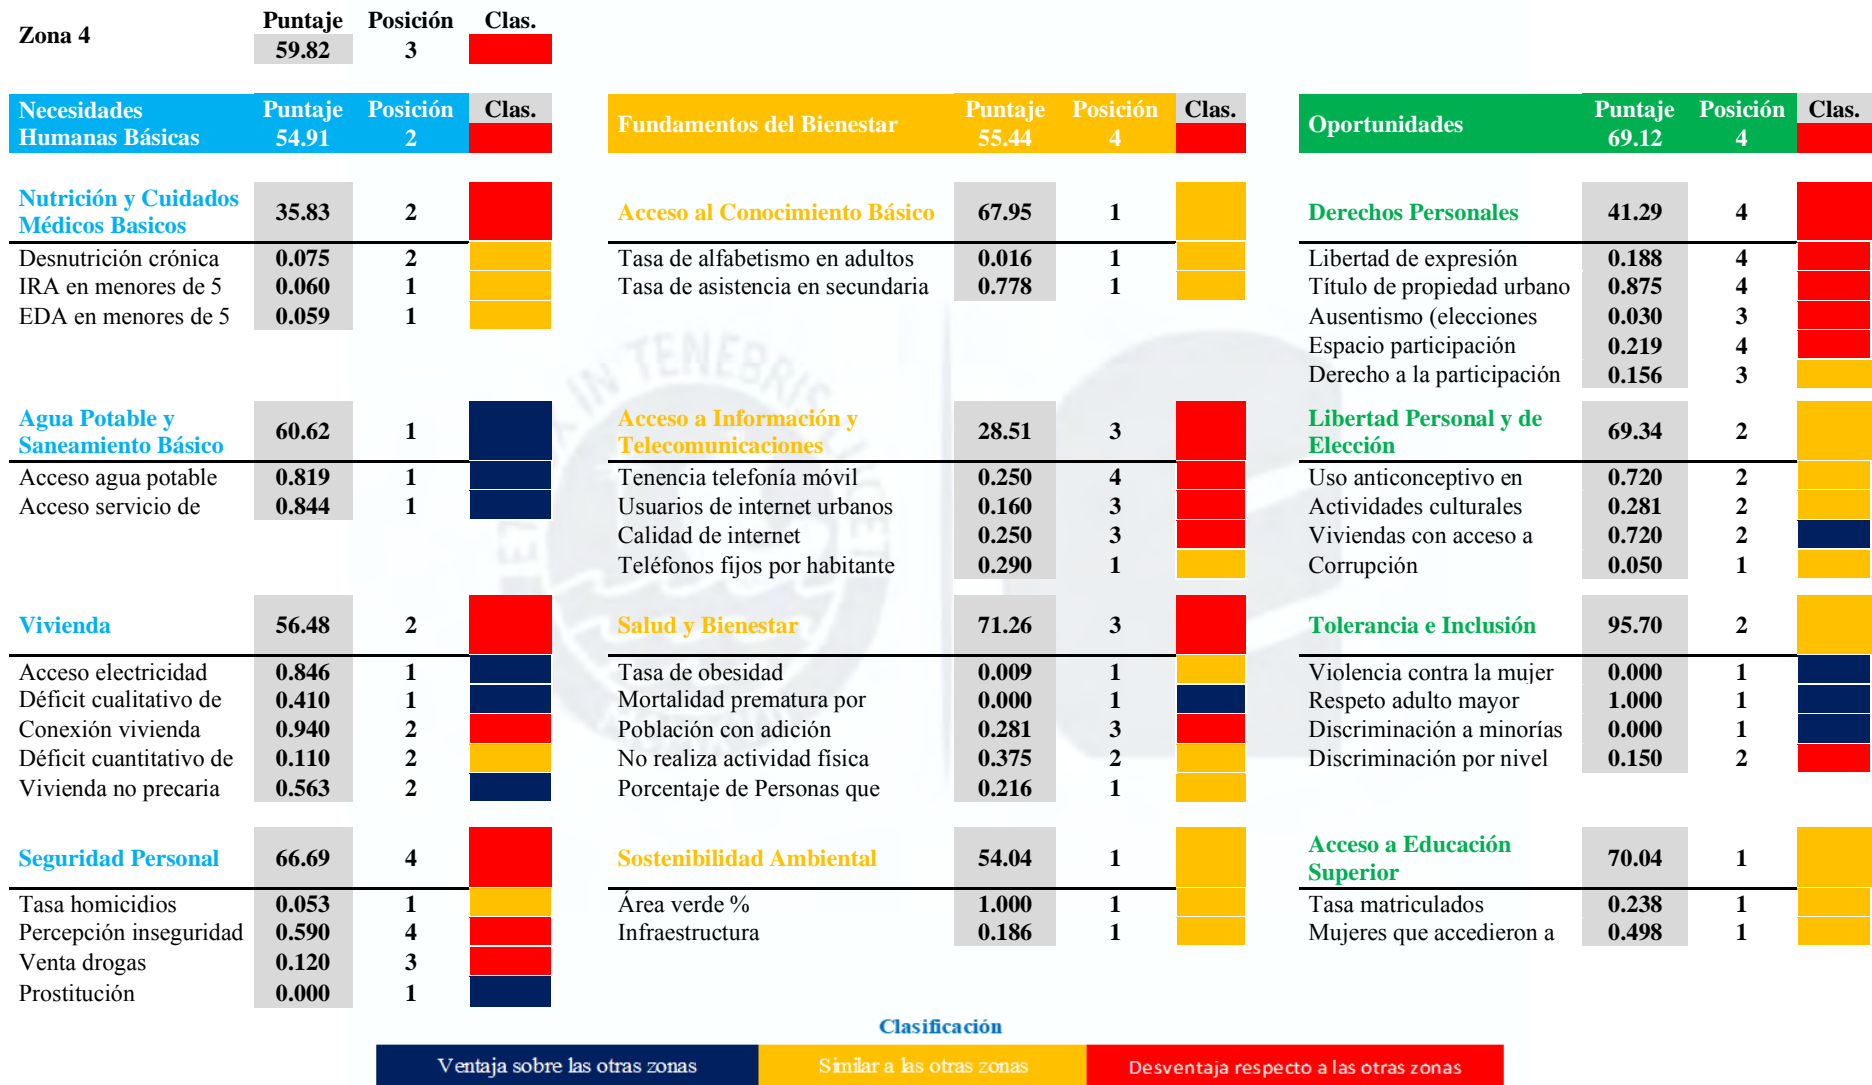 Zona 4 Puntaje Posición Clas.
59.82 3
Necesidades Humanas Básicas Puntaje Posición Clas.
54.91 2
Nutrición y Cuidados Médicos Basicos 35.83 2
Desnutrición crónica 0.075 2
IRA en menores de 5 0.060 1
EDA en menores de 5 0.059 1
Agua Potable y Saneamiento Básico 60.62 1
Acceso agua potable 0.819 1
Acceso servicio de 0.844 1
Vivienda 56.48 2
Acceso electricidad 0.846 1
Déficit cualitativo de 0.410 1
Conexión vivienda 0.940 2
Déficit cuantitativo de 0.110 2
Vivienda no precaria 0.563 2
Seguridad Personal 66.69 4
Tasa homicidios 0.053 1
Percepción inseguridad 0.590 4
Venta drogas 0.120 3
Prostitución 0.000 1
Fundamentos del Bienestar Puntaje Posición Clas.
55.44 4
Acceso al Conocimiento Básico 67.95 1
Tasa de alfabetismo en adultos 0.016 1
Tasa de asistencia en secundaria 0.778 1
Acceso a Información y Telecomunicaciones 28.51 3
Tenencia telefonía móvil 0.250 4
Usuarios de internet urbanos 0.160 3
Calidad de internet 0.250 3
Teléfonos fijos por habitante 0.290 1
Salud y Bienestar 71.26 3
Tasa de obesidad 0.009 1
Mortalidad prematura por 0.000 1
Población con adición 0.281 3
No realiza actividad física 0.375 2
Porcentaje de Personas que 0.216 1
Sostenibilidad Ambiental 54.04 1
Área verde % 1.000 1
Infraestructura 0.186 1
Oportunidades Puntaje Posición Clas.
69.12 4
Derechos Personales 41.29 4
Libertad de expresión 0.188 4
Título de propiedad urbano 0.875 4
Ausentismo (elecciones 0.030 3
Espacio participación 0.219 4
Derecho a la participación 0.156 3
Libertad Personal y de Elección 69.34 2
Uso anticonceptivo en 0.720 2
Actividades culturales 0.281 2
Viviendas con acceso a 0.720 2
Corrupción 0.050 1
Tolerancia e Inclusión 95.70 2
Violencia contra la mujer 0.000 1
Respeto adulto mayor 1.000 1
Discriminación a minorías 0.000 1
Discriminación por nivel 0.150 2
Acceso a Educación Superior 70.04 1
Tasa matriculados 0.238 1
Mujeres que accedieron a 0.498 1
Clasificación
Ventaja sobre las otras zonas Similar a las otras zonas Desventaja respecto a las otras zonas